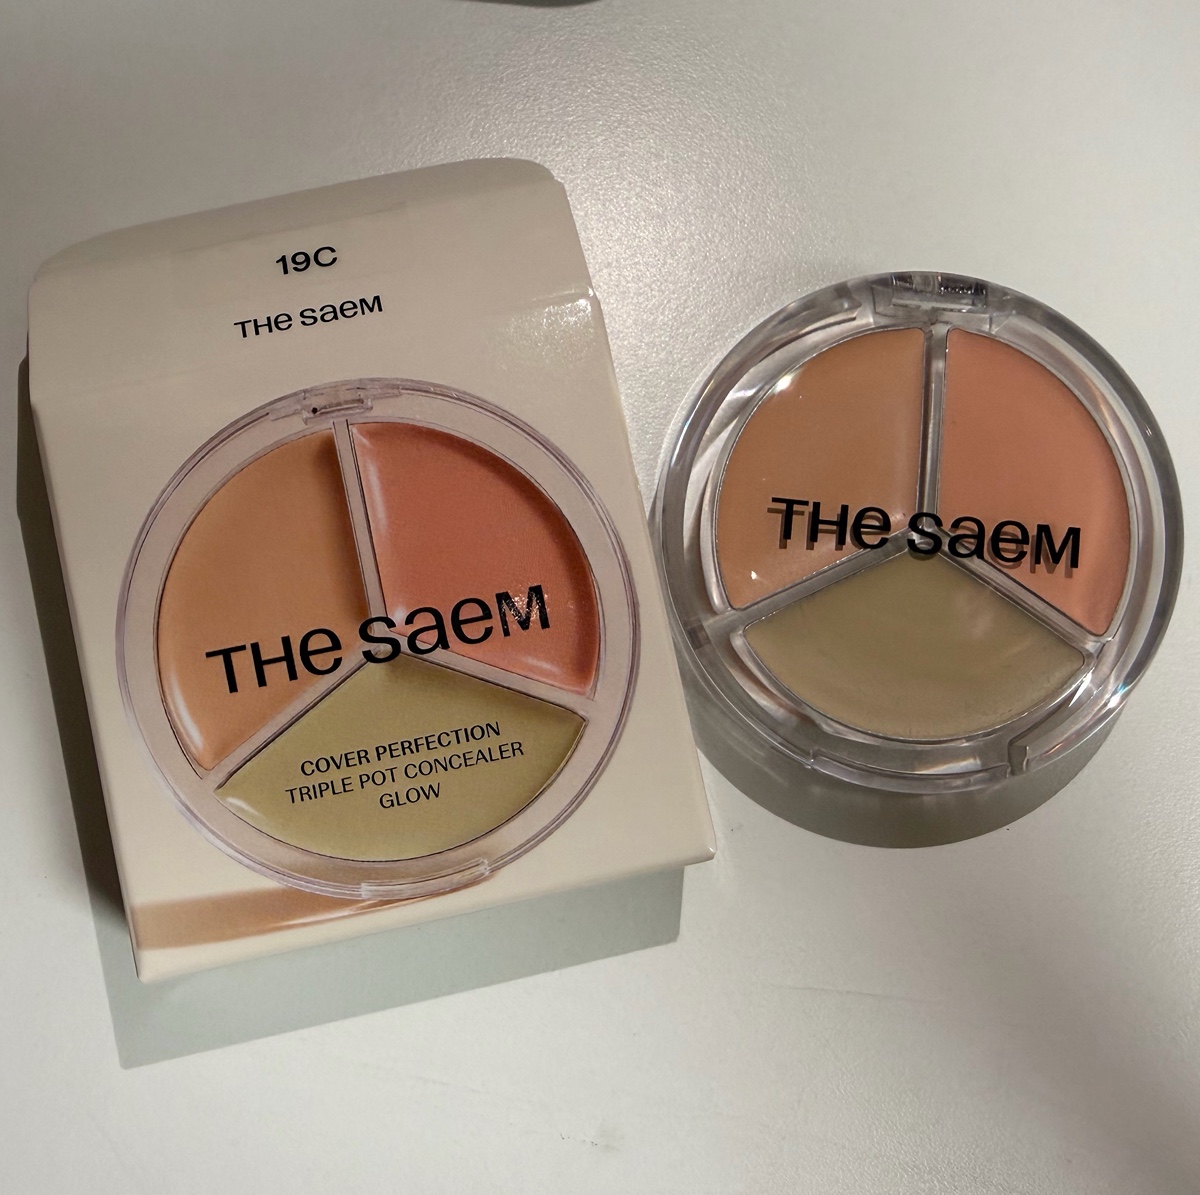 19C
THE SAEM
THE SAEM
COVER PERFECTION
TRIPLE POT CONCEALER
GLOW
THE SAEM